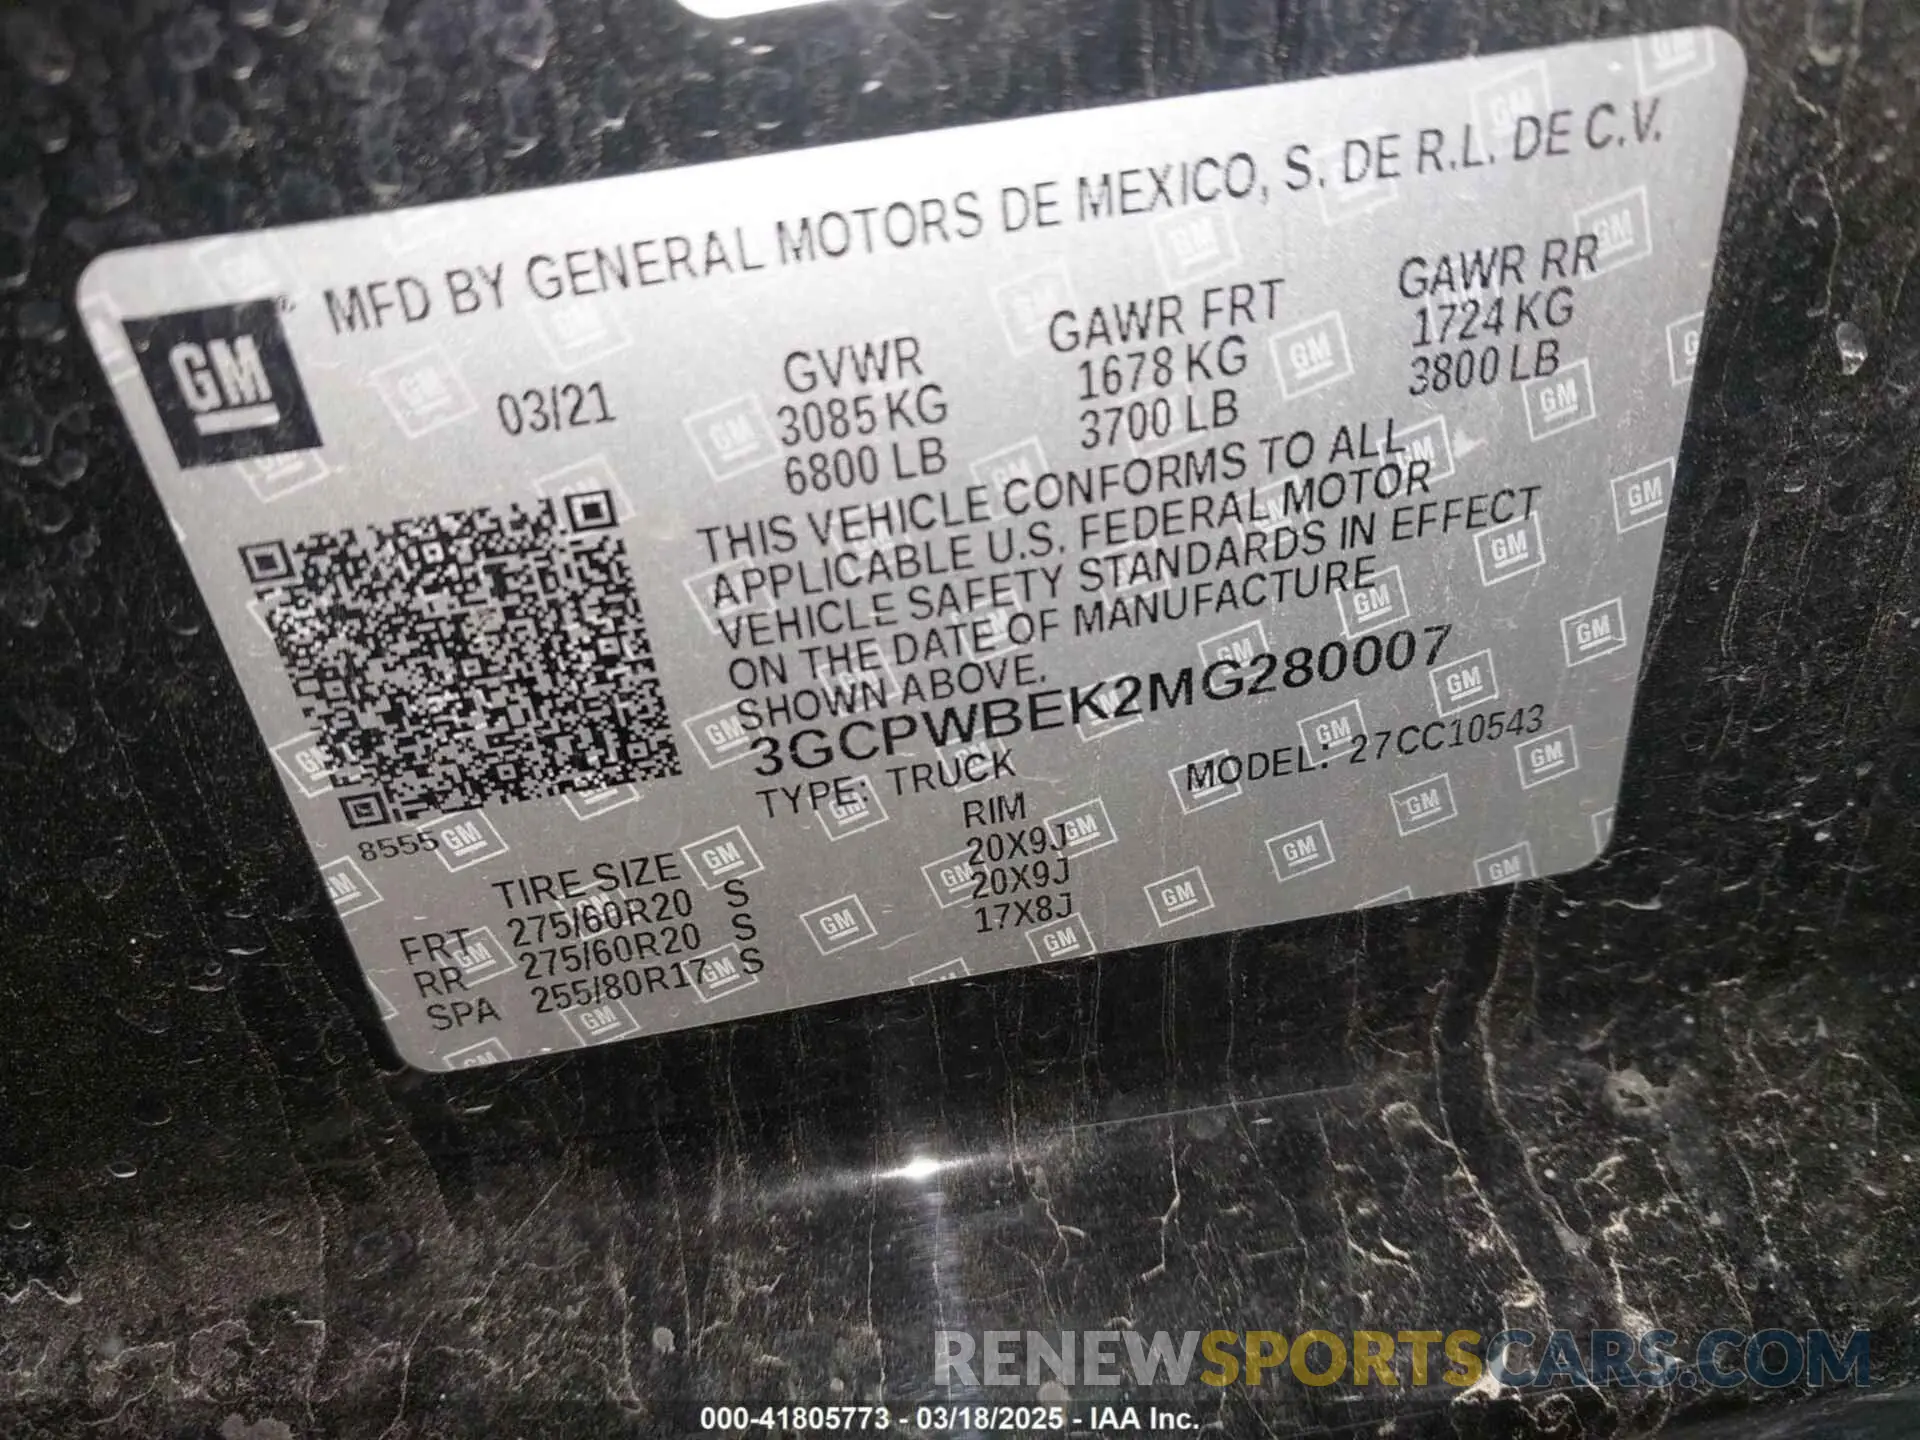 MFD BY GENERAL MOTORS DE MEXICO, S. DE R.L. DE C.V.
GM
03/21
GVWR
3085 KG
6800 LB
GAWR FRT
1678 KG
3700 LB
GAWR RR
1724 KG
3800 LB
THIS VEHICLE CONFORMS TO ALL
APPLICABLE U.S. FEDERAL MOTOR
VEHICLE SAFETY STANDARDS IN EFFECT
ON THE DATE OF MANUFACTURE
SHOWN ABOVE.
3GCPWBEK2MG280007
TYPE: TRUCK
MODEL: 27CC10543
8555
TIRE SIZE RIM
FRT 275/60R20 S 20X9J
RR 275/60R20 S 20X9J
SPA 255/80R17 S 17X8J
RENEWSPORTSCARS.COM
000-41805773 - 03/18/2025 - IAA Inc.